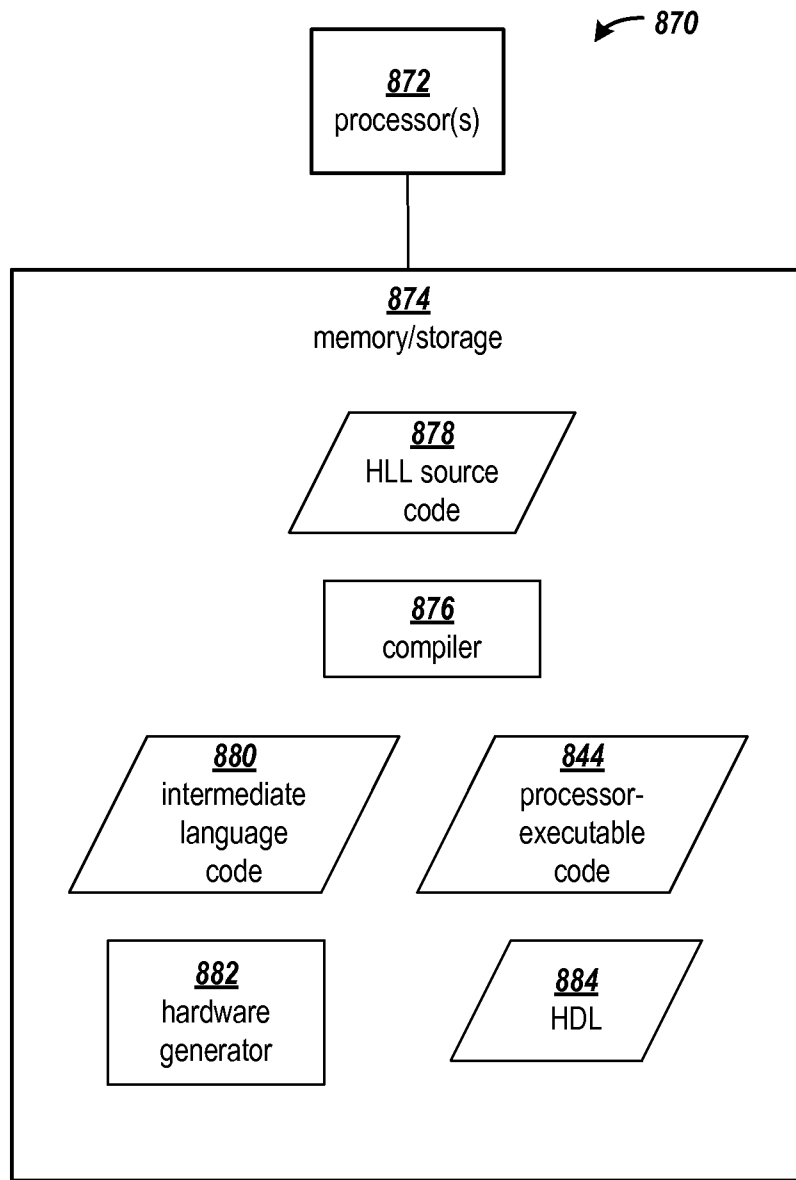 870
872
processor(s)
874
memory/storage
878
HLL source
code
876
compiler
880
intermediate
language
code
844
processor-
executable
code
882
hardware
generator
884
HDL